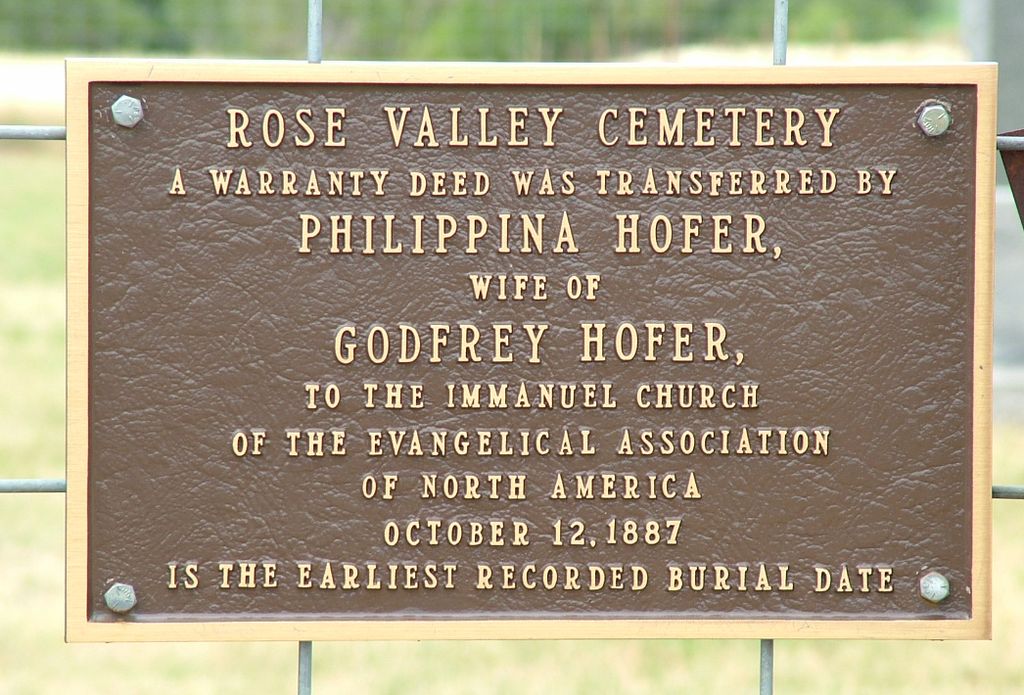 ROSE VALLEY CEMETERY
A WARRANTY DEED WAS TRANSFERRED BY
PHILIPPINA HOFER,
WIFE OF
GODFREY HOFER,
TO THE IMMANUEL CHURCH
OF THE EVANGELICAL ASSOCIATION
OF NORTH AMERICA
OCTOBER 12, 1887
IS THE EARLIEST RECORDED BURIAL DATE